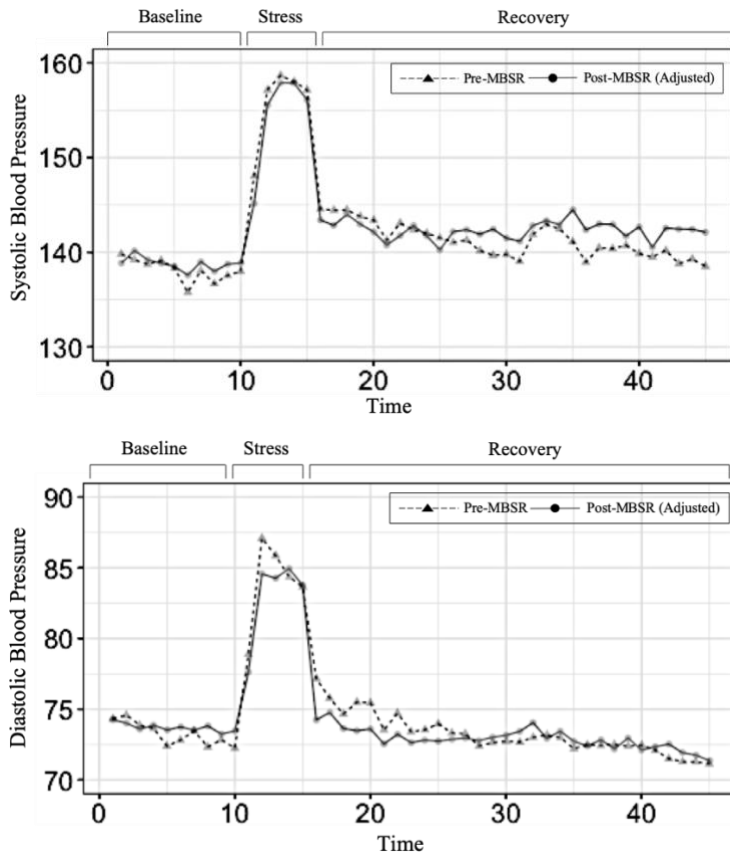 Baseline Stress Recovery
160
Pre-MBSR Post-MBSR (Adjusted)
150
140
130
Systolic Blood Pressure
0 10 20 30 40
Time
Baseline Stress Recovery
90
Pre-MBSR Post-MBSR (Adjusted)
85
80
75
70
Diastolic Blood Pressure
0 10 20 30 40
Time